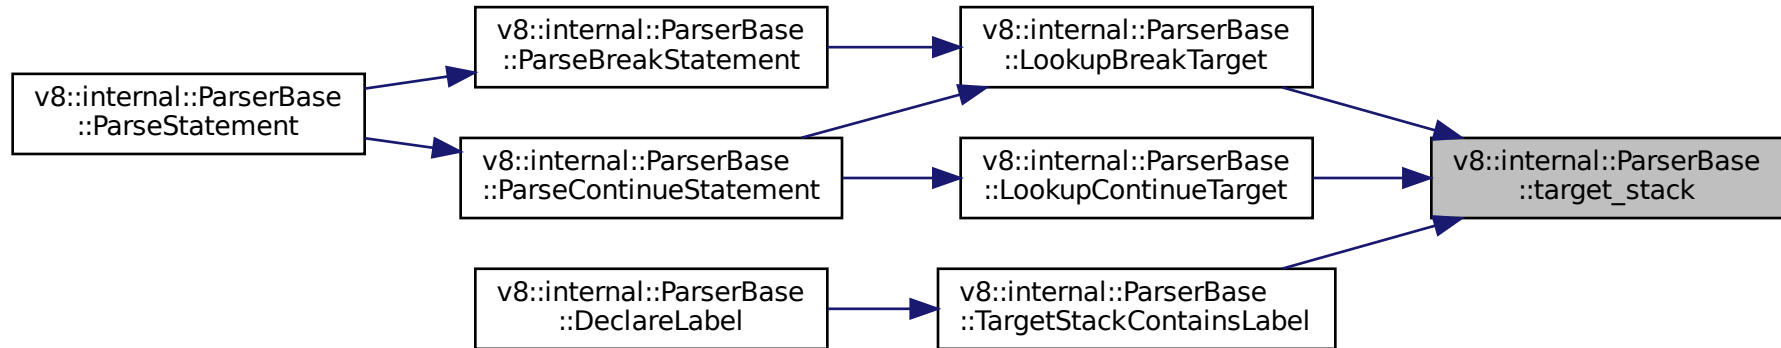 v8::internal::ParserBase
::ParseStatement
v8::internal::ParserBase
::ParseBreakStatement
v8::internal::ParserBase
::ParseContinueStatement
v8::internal::ParserBase
::DeclareLabel
v8::internal::ParserBase
::LookupBreakTarget
v8::internal::ParserBase
::LookupContinueTarget
v8::internal::ParserBase
::TargetStackContainsLabel
v8::internal::ParserBase
::target_stack